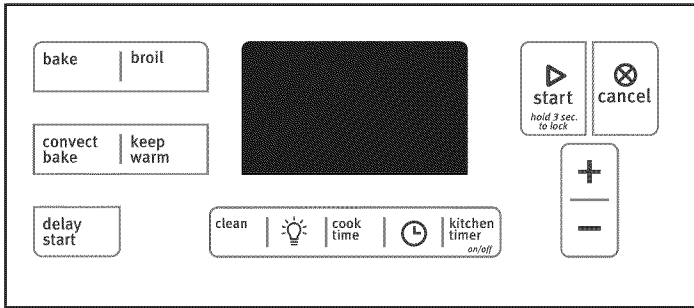 bake
broil
convect
bake
keep
warm
delay
start
clean
cook
time
kitchen
timer
on/off
start
hold 3 sec.
to lock
cancel
+
-